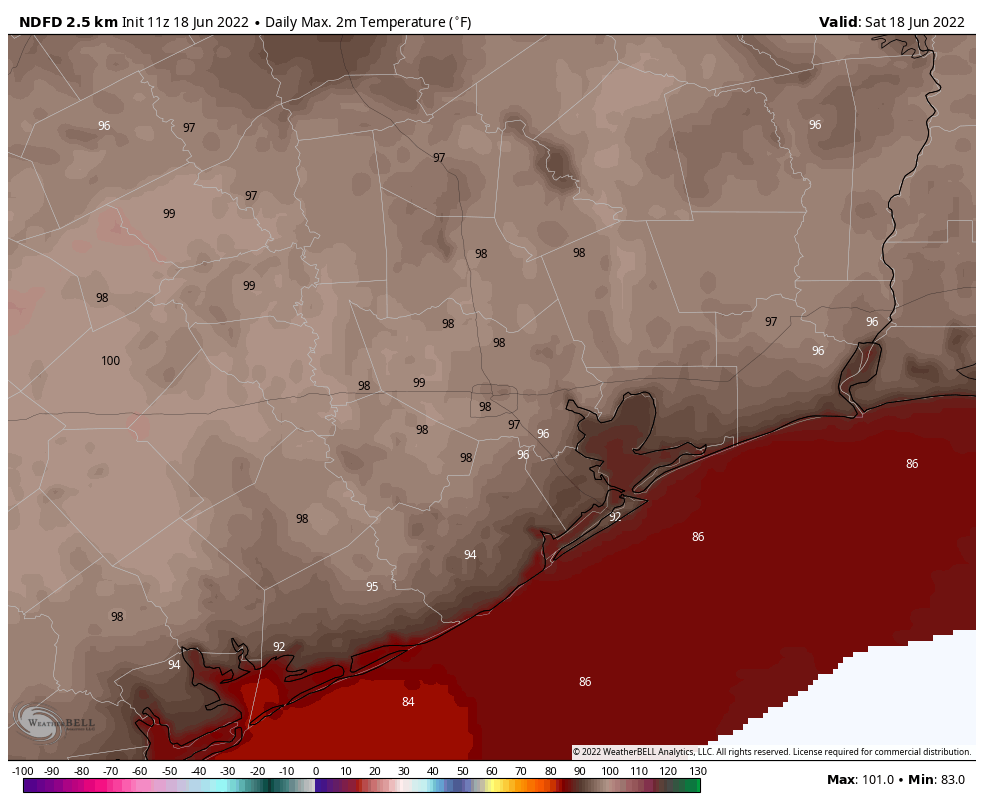 NDFD 2.5 km Init 11z 18 Jun 2022 • Daily Max. 2m Temperature (˚F) Valid: Sat 18 Jun 2022
96 97 96
97
97
99
98 98
99
98
98 97 96
98 96
100
98 99
98
98 97 96
96
98 86
98 92
86
94
95
98
92
94
86
84
WEATHERBELL
© 2022 WeatherBELL Analytics, LLC. All rights reserved. License required for commercial distribution.
-100 -90 -80 -70 -60 -50 -40 -30 -20 -10 0 10 20 30 40 50 60 70 80 90 100 110 120 130
Max: 101.0 • Min: 83.0